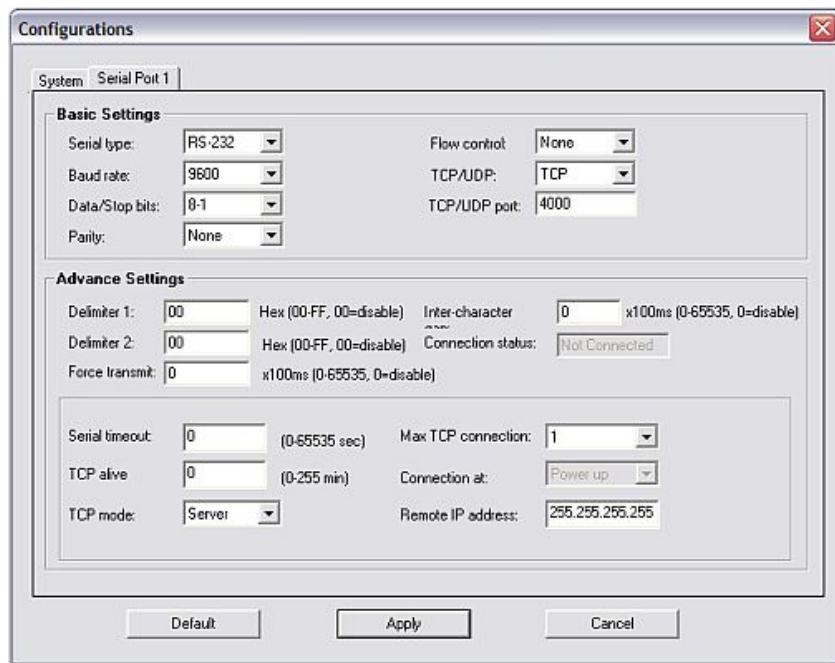 Configurations
System Serial Port 1
Basic Settings
Serial type: RS-232 Flow control: None
Baud rate: 9600 TCP/UDP: TCP
Data/Stop bits: 8-1 TCP/UDP port: 4000
Parity: None
Advance Settings
Delimiter 1: 00 Hex (00-FF, 00=disable) Inter-character 0 x100ms (0-65535, 0=disable)
Delimiter 2: 00 Hex (00-FF, 00=disable) Connection status: Not Connected
Force transmit: 0 x100ms (0-65535, 0=disable)
Serial timeout: 0 (0-65535 sec) Max TCP connection: 1
TCP alive 0 (0-255 min) Connection at: Power up
TCP mode: Server Remote IP address: 255.255.255.255
Default Apply Cancel